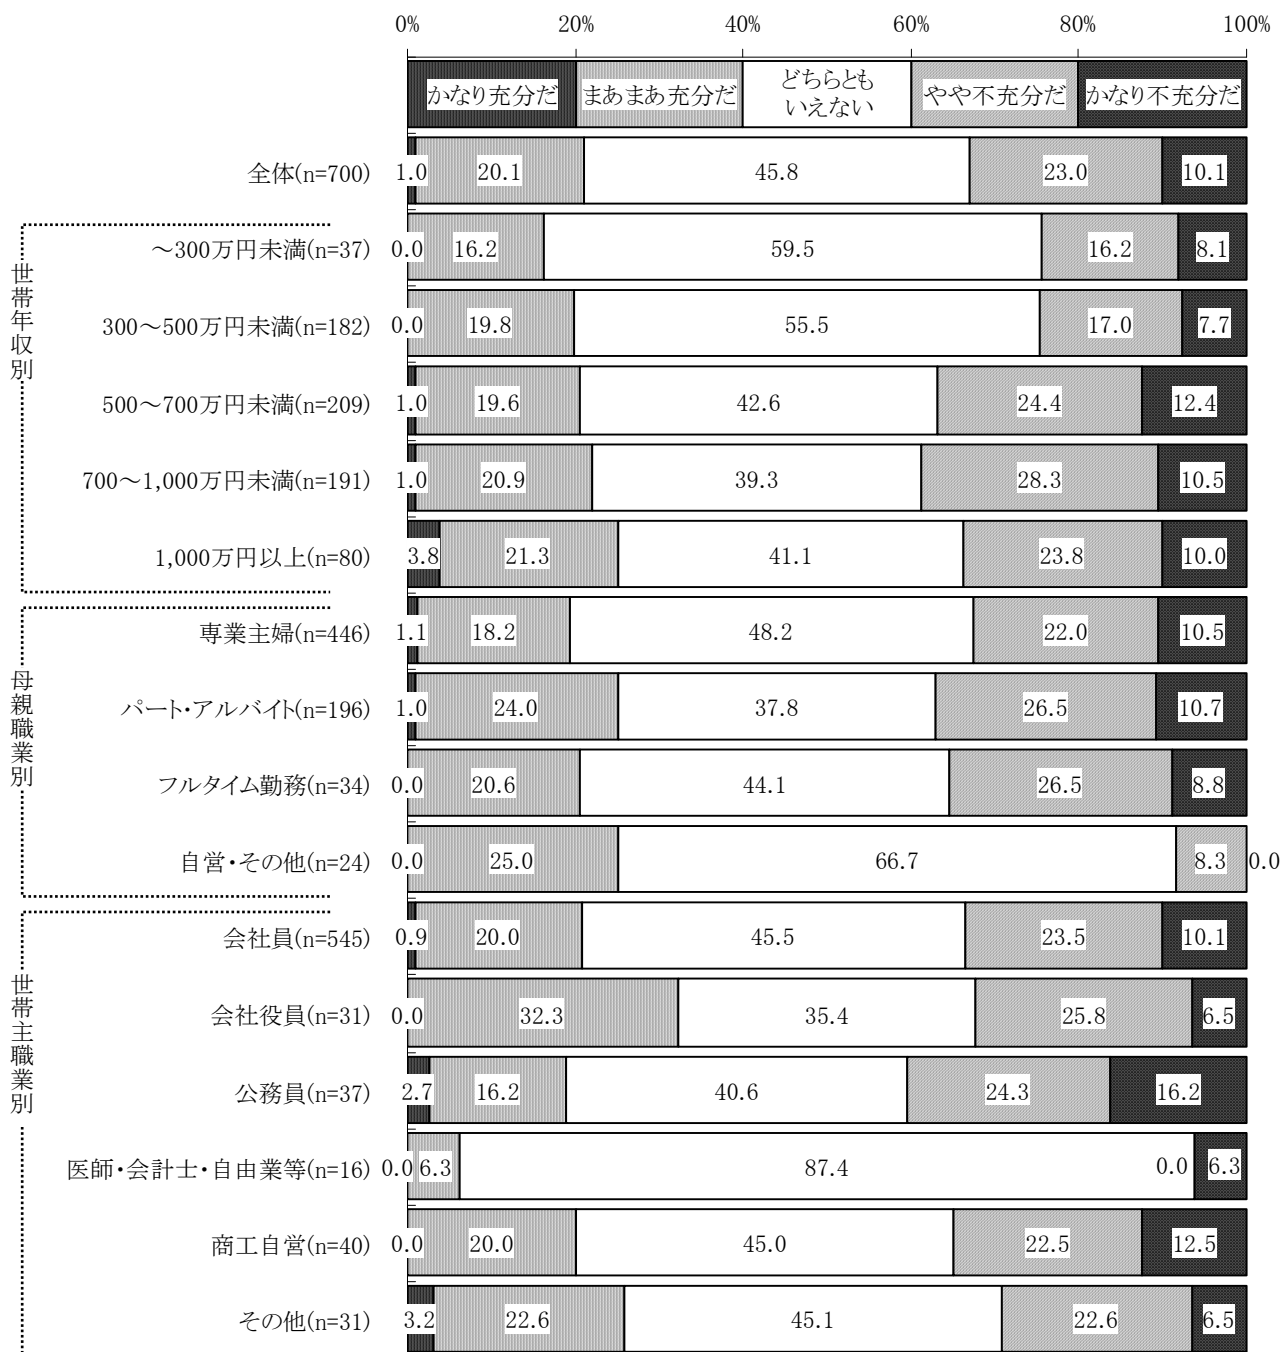 0% 20% 40% 60% 80% 100%
かなり充分だ まあまあ充分だ どちらとも やや不充分だ かなり不充分だ
いえない
全体(n=700) 1.0 20.1 45.8 23.0 10.1
世帯年収別
～300万円未満(n=37) 0.0 16.2 59.5 16.2 8.1
300～500万円未満(n=182) 0.0 19.8 55.5 17.0 7.7
500～700万円未満(n=209) 1.0 19.6 42.6 24.4 12.4
700～1,000万円未満(n=191) 1.0 20.9 39.3 28.3 10.5
1,000万円以上(n=80) 3.8 21.3 41.1 23.8 10.0
母親職業別
専業主婦(n=446) 1.1 18.2 48.2 22.0 10.5
パート・アルバイト(n=196) 1.0 24.0 37.8 26.5 10.7
フルタイム勤務(n=34) 0.0 20.6 44.1 26.5 8.8
自営・その他(n=24) 0.0 25.0 66.7 8.3 0.0
世帯主職業別
会社員(n=545) 0.9 20.0 45.5 23.5 10.1
会社役員(n=31) 0.0 32.3 35.4 25.8 6.5
公務員(n=37) 2.7 16.2 40.6 24.3 16.2
医師・会計士・自由業等(n=16) 0.0 6.3 87.4 0.0 6.3
商工自営(n=40) 0.0 20.0 45.0 22.5 12.5
その他(n=31) 3.2 22.6 45.1 22.6 6.5